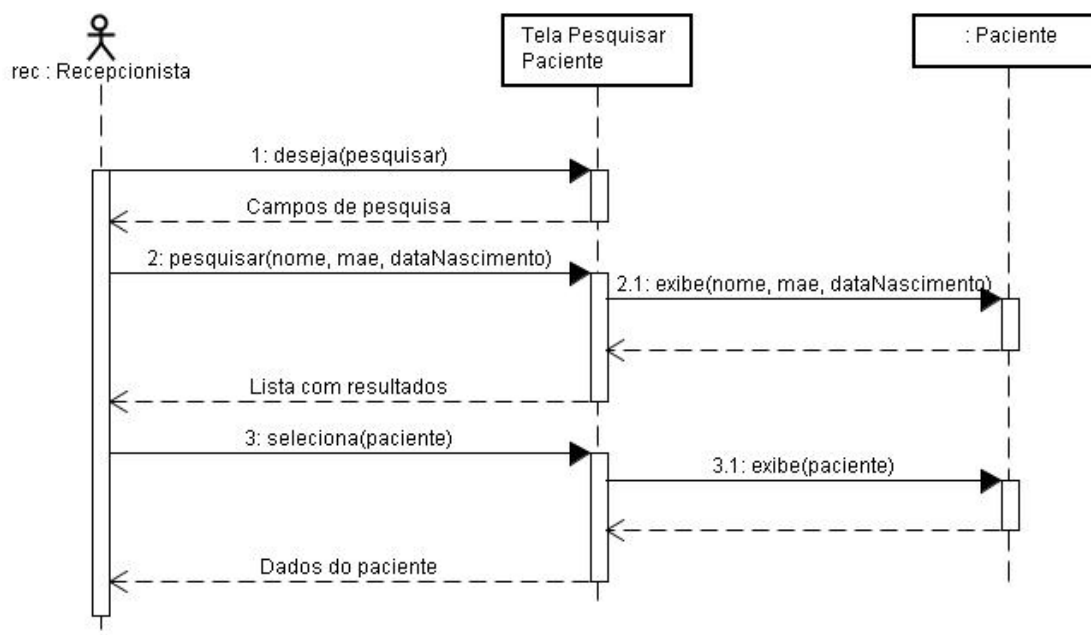 Tela Pesquisar
Paciente
: Paciente
rec : Recepcionista
1: deseja(pesquisar)
Campos de pesquisa
2: pesquisar(nome, mae, dataNascimento)
2.1: exibe(nome, mae, dataNascimento)
Lista com resultados
3: seleciona(paciente)
3.1: exibe(paciente)
Dados do paciente